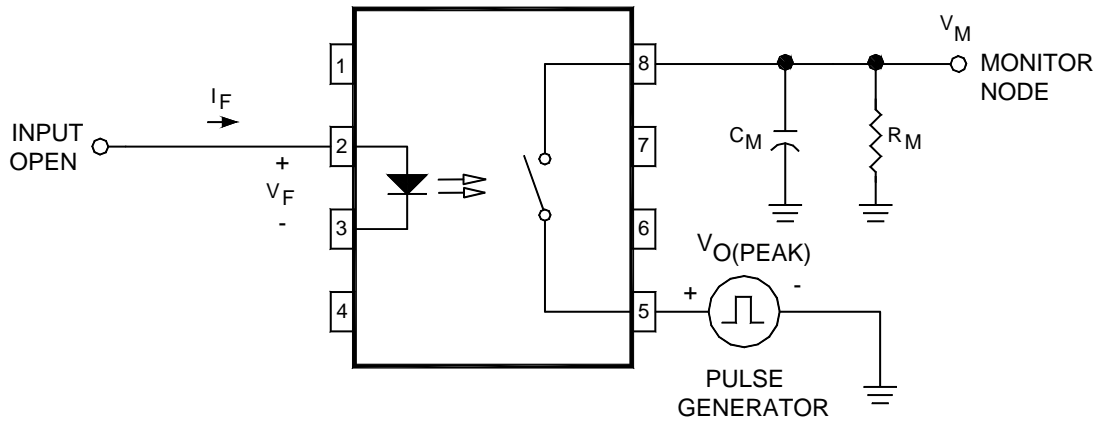 V_M
1
8
MONITOR
NODE
I_F
INPUT
OPEN
2
7
C_M
R_M
+
V_F
-
3
6
V_O(PEAK)
+
-
4
5
PULSE
GENERATOR